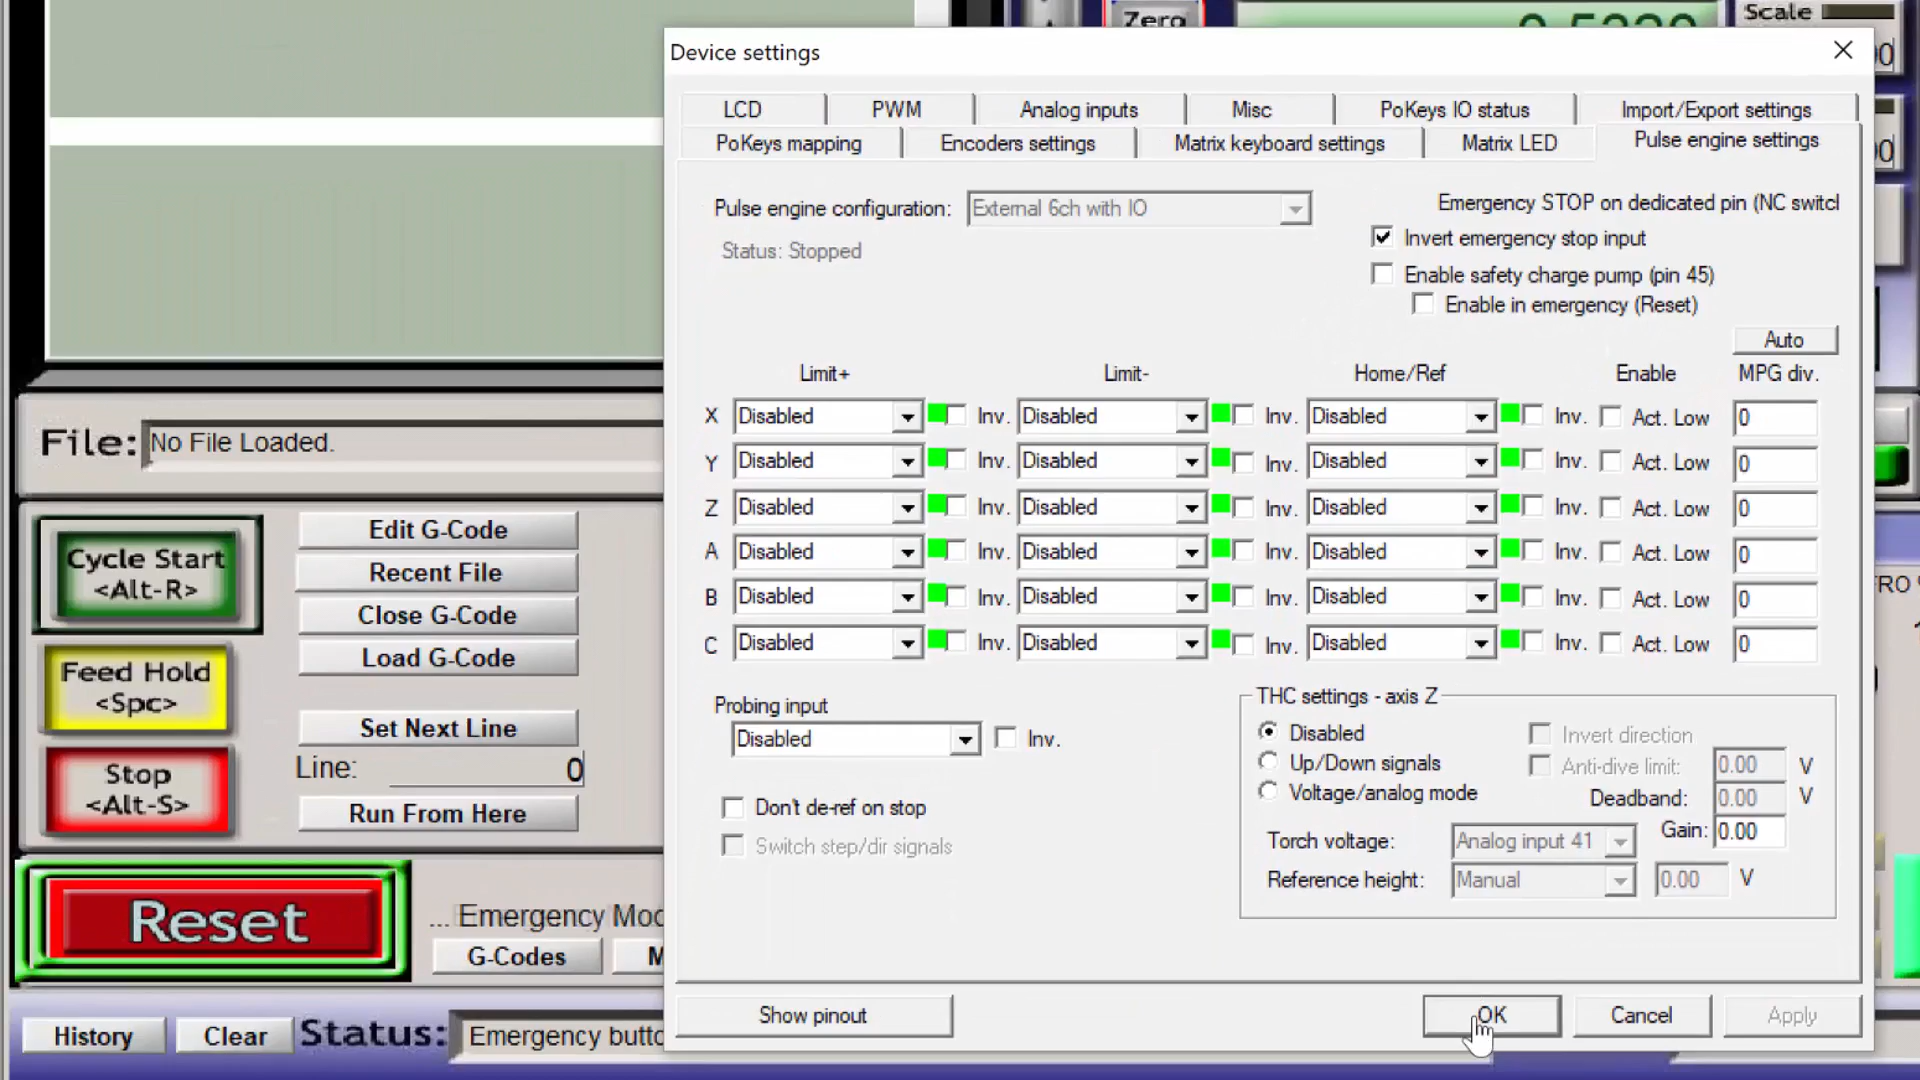 Zero
Scale
Device settings
LCD PWM Analog inputs Misc PoKeys IO status Import/Export settings
PoKeys mapping Encoders settings Matrix keyboard settings Matrix LED Pulse engine settings
Pulse engine configuration: External 6ch with IO
Status: Stopped
Emergency STOP on dedicated pin (NC switcl
Invert emergency stop input
Enable safety charge pump (pin 45)
Enable in emergency (Reset)
Auto
Limit+ Limit- Home/Ref Enable MPG div.
X Disabled Inv. Disabled Inv. Disabled Inv. Act. Low 0
Y Disabled Inv. Disabled Inv. Disabled Inv. Act. Low 0
Z Disabled Inv. Disabled Inv. Disabled Inv. Act. Low 0
A Disabled Inv. Disabled Inv. Disabled Inv. Act. Low 0
B Disabled Inv. Disabled Inv. Disabled Inv. Act. Low 0
C Disabled Inv. Disabled Inv. Disabled Inv. Act. Low 0
Probing input
Disabled Inv.
Don't de-ref on stop
Switch step/dir signals
THC settings - axis Z
Disabled
Up/Down signals
Voltage/analog mode
Invert direction
Anti-dive limit: 0.00 V
Deadband: 0.00 V
Gain: 0.00
Torch voltage: Analog input 41
Reference height: Manual 0.00 V
Show pinout OK Cancel Apply
File: No File Loaded.
Cycle Start
<Alt-R>
Feed Hold
<Spc>
Stop
<Alt-S>
Edit G-Code
Recent File
Close G-Code
Load G-Code
Set Next Line
Line: 0
Run From Here
Reset
... Emergency Mod
G-Codes M
History Clear Status: Emergency butto
RO